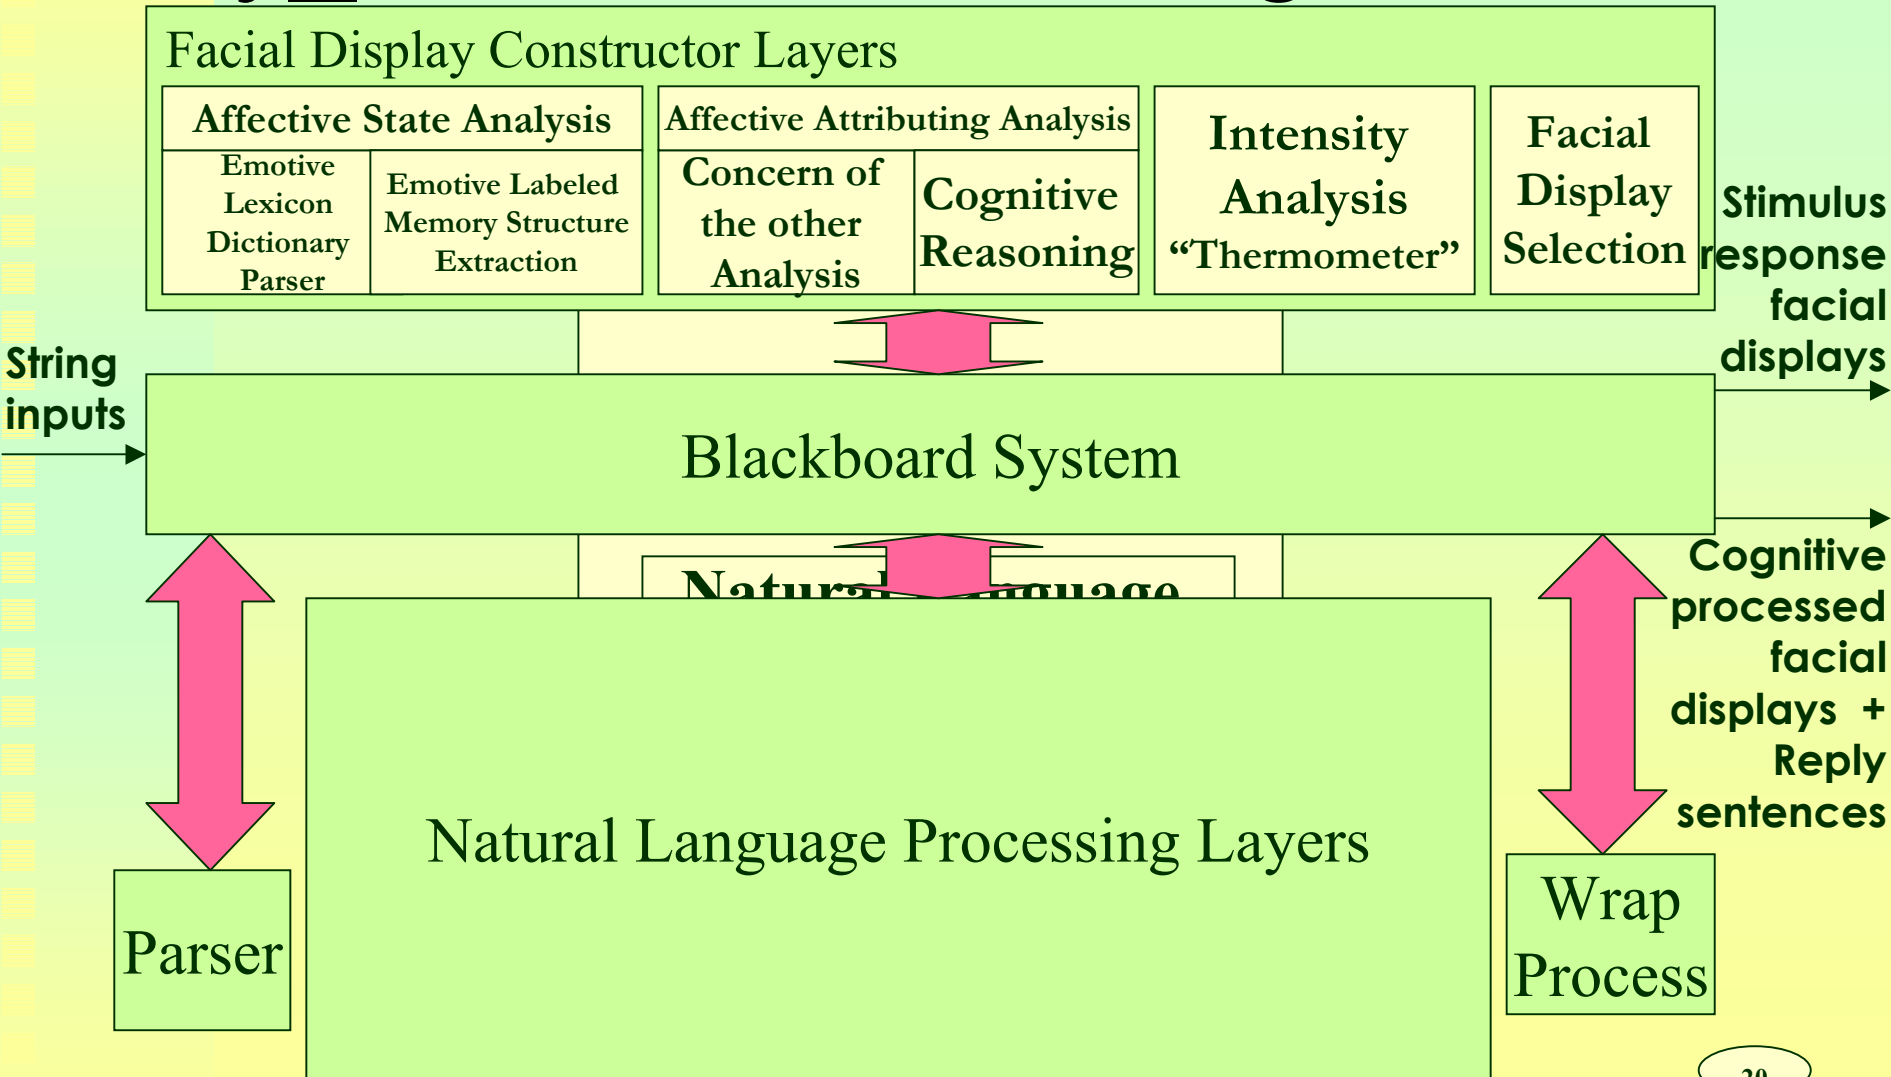 Facial Display Constructor Layers
Affective State Analysis
Emotive
Lexicon
Dictionary
Parser
Emotive Labeled
Memory Structure
Extraction
Affective Attributing Analysis
Concern of
the other
Analysis
Cognitive
Reasoning
Intensity
Analysis
“Thermometer”
Facial
Display
Selection
Stimulus
response
facial
displays
String
inputs
Blackboard System
Cognitive
processed
facial
displays +
Reply
sentences
Natural Language
Natural Language Processing Layers
Parser
Wrap
Process